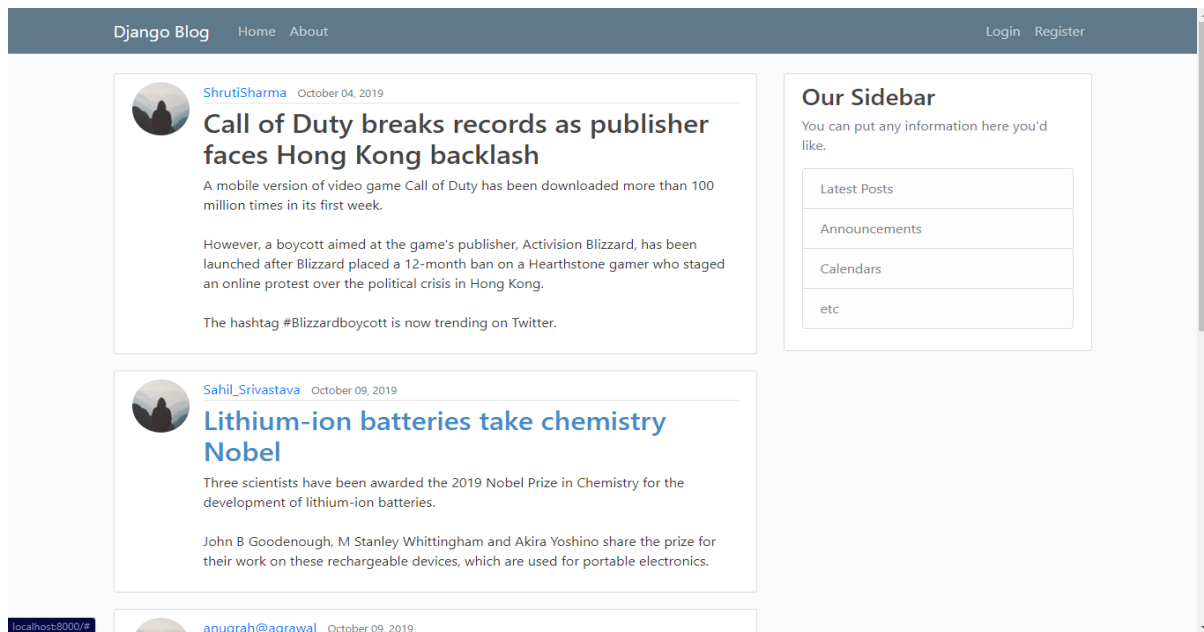 Django Blog Home About Login Register
ShrutiSharma October 04, 2019
Call of Duty breaks records as publisher
faces Hong Kong backlash
A mobile version of video game Call of Duty has been downloaded more than 100
million times in its first week.
However, a boycott aimed at the game's publisher, Activision Blizzard, has been
launched after Blizzard placed a 12-month ban on a Hearthstone gamer who staged
an online protest over the political crisis in Hong Kong.
The hashtag #Blizzardboycott is now trending on Twitter.
Sahil_Srivastava October 09, 2019
Lithium-ion batteries take chemistry
Nobel
Three scientists have been awarded the 2019 Nobel Prize in Chemistry for the
development of lithium-ion batteries.
John B Goodenough, M Stanley Whittingham and Akira Yoshino share the prize for
their work on these rechargeable devices, which are used for portable electronics.
anugrah@agrawal October 09, 2019
Our Sidebar
You can put any information here you'd
like.
Latest Posts
Announcements
Calendars
etc
localhost:8000/#